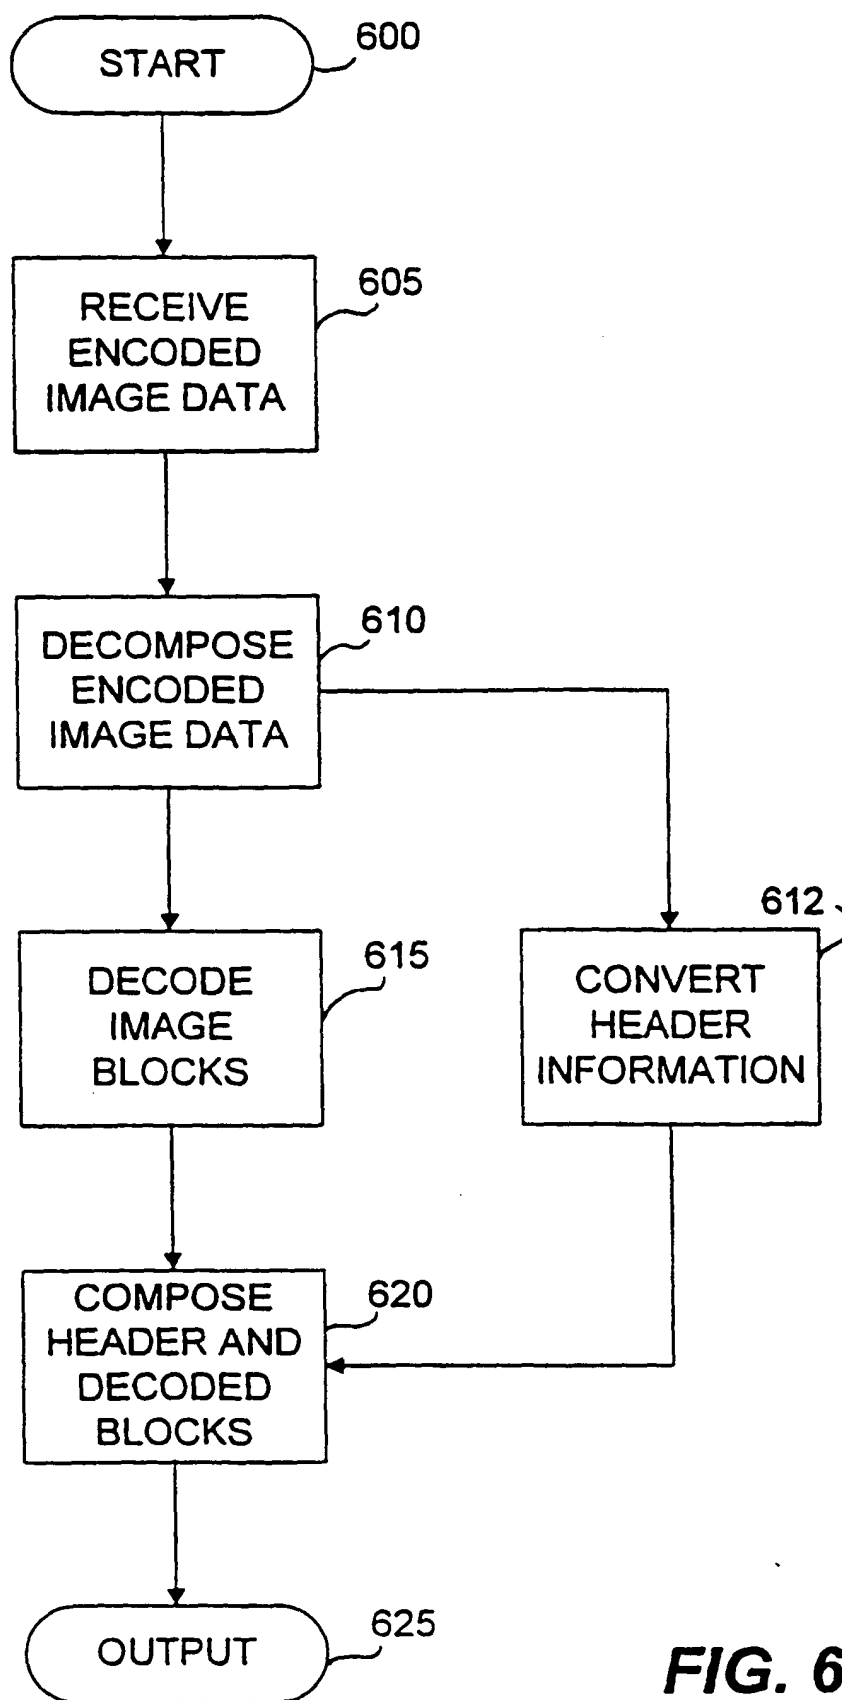 START
600
605
RECEIVE
ENCODED
IMAGE DATA
610
DECOMPOSE
ENCODED
IMAGE DATA
612
615
DECODE
IMAGE
BLOCKS
CONVERT
HEADER
INFORMATION
620
COMPOSE
HEADER AND
DECODED
BLOCKS
625
OUTPUT
FIG. 6